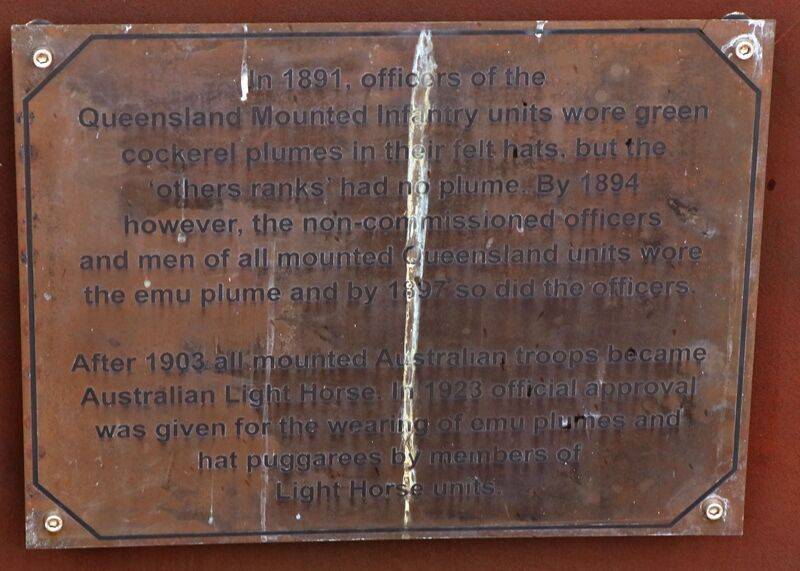 In 1891, officers of the
Queensland Mounted Infantry units wore green
cockerel plumes in their felt hats, but the
'others ranks' had no plume. By 1894
however, the non-commissioned officers
and men of all mounted Queensland units wore
the emu plume and by 1897 so did the officers.
After 1903 all mounted Australian troops became
Australian Light Horse. In 1923 official approval
was given for the wearing of emu plumes and
hat puggarees by members of
Light Horse units.